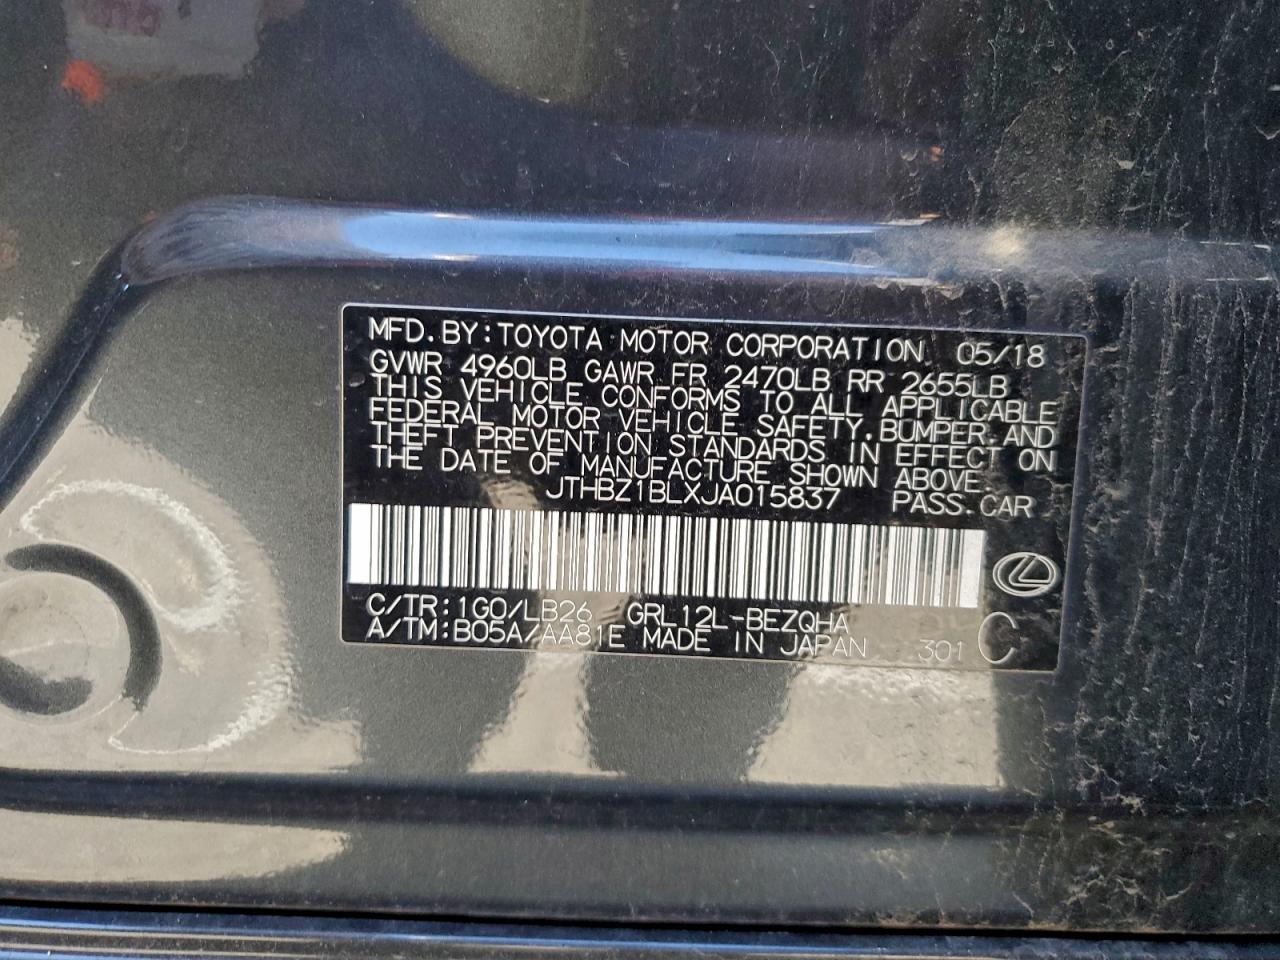 MFD.BY:TOYOTA MOTOR CORPORATION 05/18
GVWR 4960LB GAWR FR 2470LB RR 2655LB
THIS VEHICLE CONFORMS TO ALL APPLICABLE
FEDERAL MOTOR VEHICLE SAFETY,BUMPER,AND
THEFT PREVENTION STANDARDS IN EFFECT ON
THE DATE OF MANUFACTURE SHOWN ABOVE.
JTHBZ1BLXJA015837 PASS.CAR
C/TR:1G0/LB26 GRL12L-BEZQHA
A/TM:B05A/AA81E MADE IN JAPAN 301 C